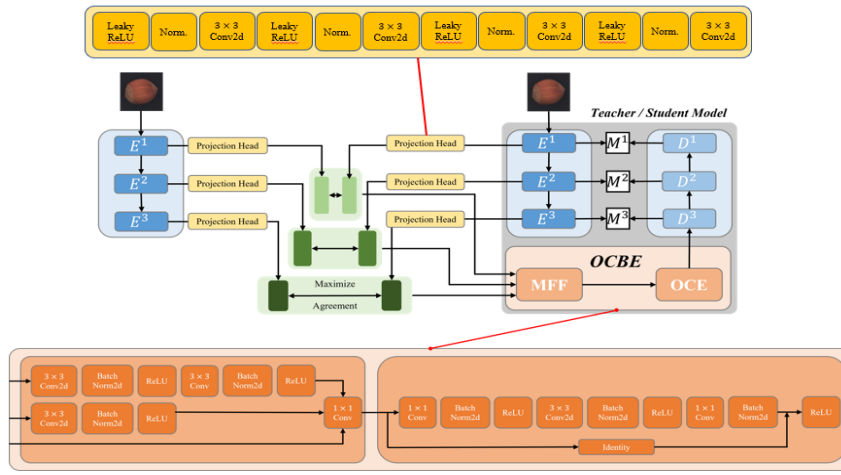 Leaky ReLU
Norm.
3 × 3 Conv2d
Leaky ReLU
Norm.
3 × 3 Conv2d
Leaky ReLU
Norm.
3 × 3 Conv2d
Leaky ReLU
Norm.
3 × 3 Conv2d
Teacher / Student Model
E¹
Projection Head
Projection Head
E¹
M¹
D¹
E²
Projection Head
Projection Head
E²
M²
D²
E³
Projection Head
Projection Head
E³
M³
D³
OCBE
Maximize
Agreement
MFF
OCE
3 × 3 Conv2d
Batch Norm2d
ReLU
3 × 3 Conv
Batch Norm2d
ReLU
3 × 3 Conv2d
Batch Norm2d
ReLU
1 × 1 Conv
1 × 1 Conv
Batch Norm2d
ReLU
3 × 3 Conv2d
Batch Norm2d
ReLU
1 × 1 Conv
Batch Norm2d
ReLU
Identity